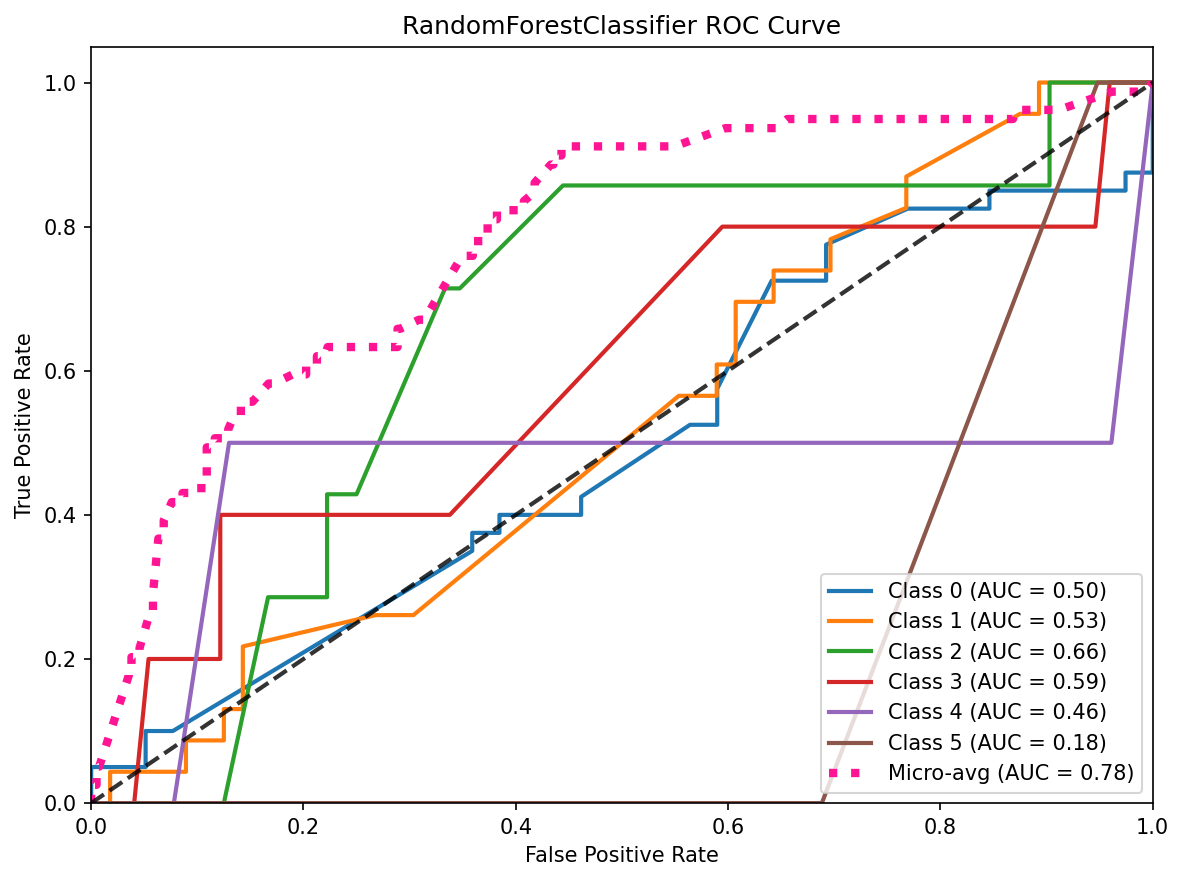 RandomForestClassifier ROC Curve
True Positive Rate
1.0
0.8
0.6
0.4
0.2
0.0
Class 0 (AUC = 0.50)
Class 1 (AUC = 0.53)
Class 2 (AUC = 0.66)
Class 3 (AUC = 0.59)
Class 4 (AUC = 0.46)
Class 5 (AUC = 0.18)
Micro-avg (AUC = 0.78)
0.0 0.2 0.4 0.6 0.8 1.0
False Positive Rate